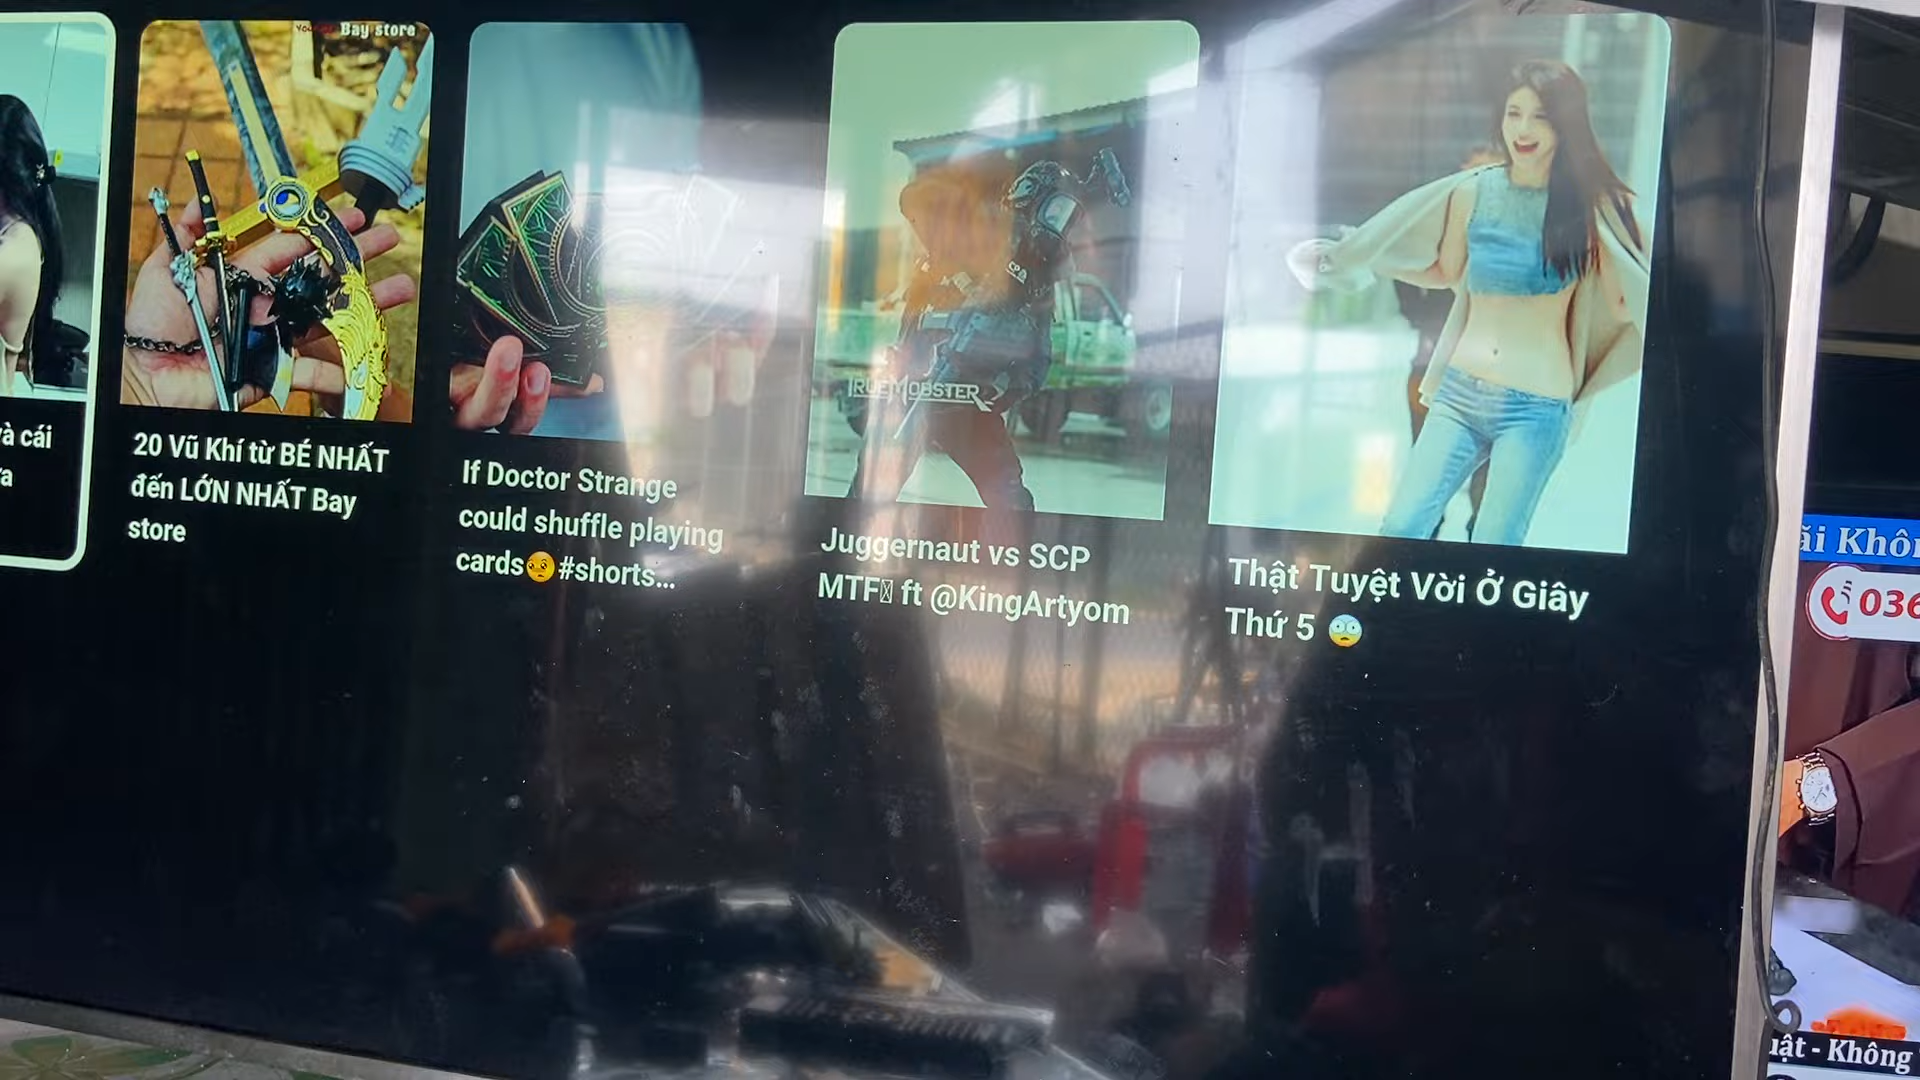 Bay store
à cái
a
20 Vũ Khí từ BÉ NHẤT
đến LỚN NHẤT Bay
store
If Doctor Strange
could shuffle playing
cards😳#shorts...
TRUEMOBSTER
Juggernaut vs SCP
MTF ft @KingArtyom
Thật Tuyệt Vời Ở Giây
Thứ 5 😨
ãi Khôn
036
uật - Không